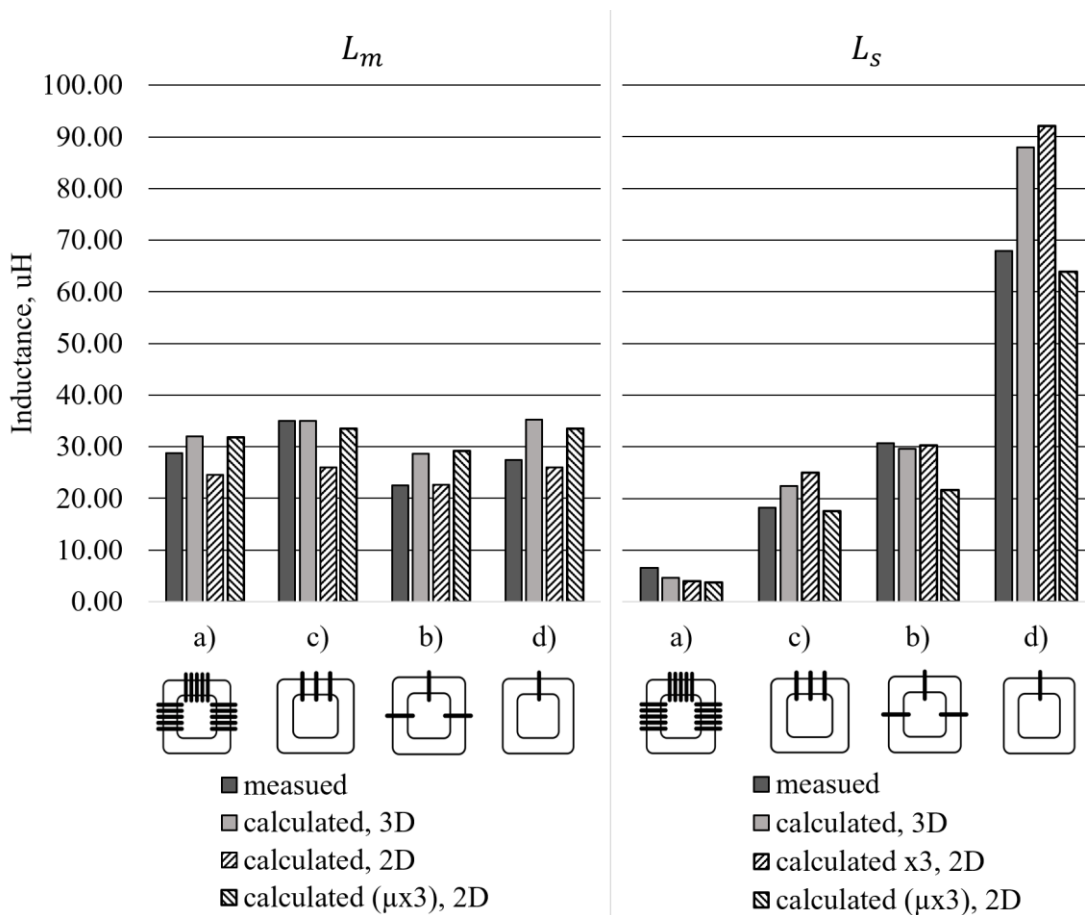 L_m
L_s
Inductance, uH
100.00
90.00
80.00
70.00
60.00
50.00
40.00
30.00
20.00
10.00
0.00
a) c) b) d) a) c) b) d)
measued
calculated, 3D
calculated, 2D
calculated (μx3), 2D
measued
calculated, 3D
calculated x3, 2D
calculated (μx3), 2D